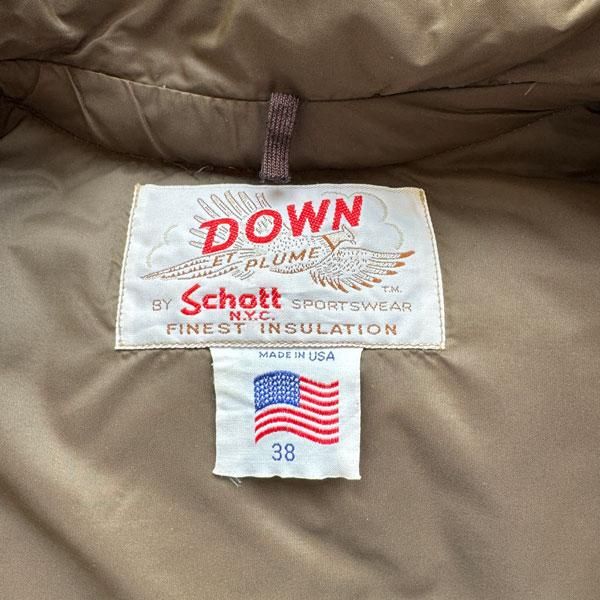 DOWN
ET PLUME
T.M.
BY Schott SPORTSWEAR
N.Y.C.
FINEST INSULATION
MADE IN USA
38